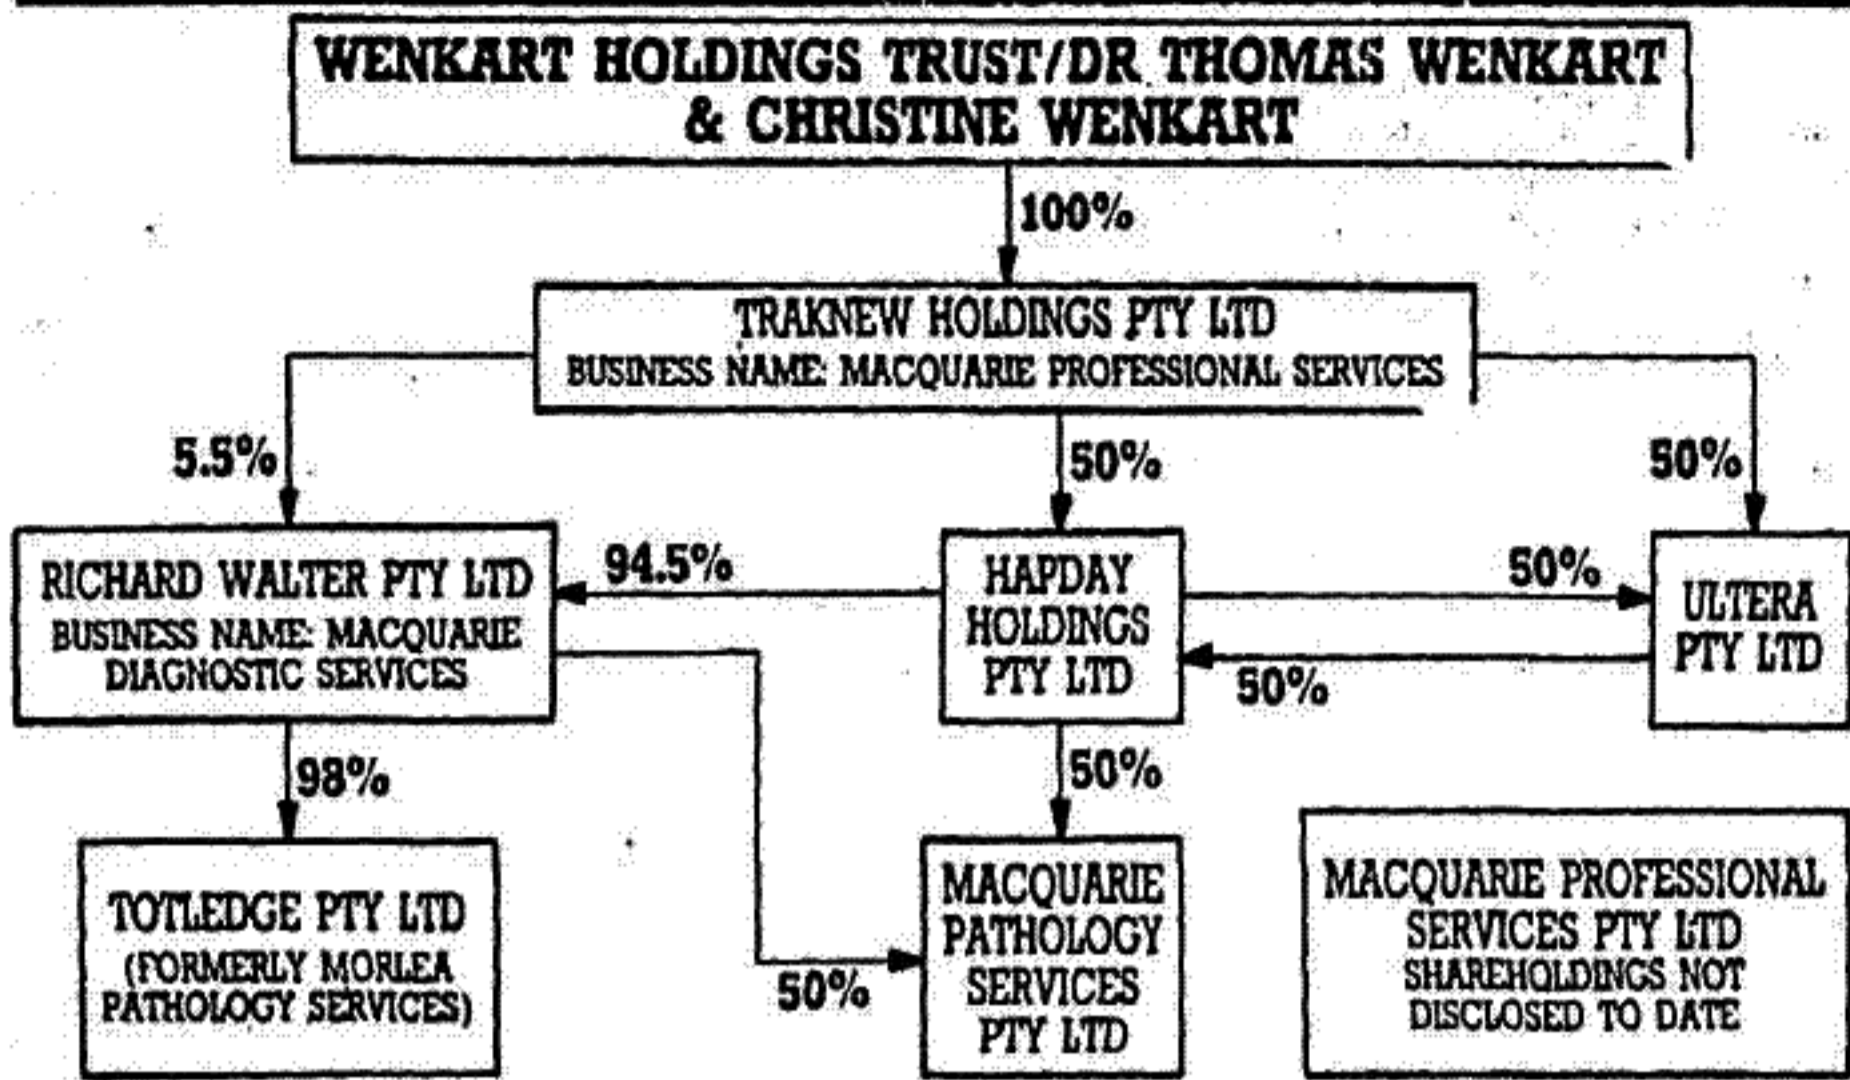 WENKART HOLDINGS TRUST/DR THOMAS WENKART
& CHRISTINE WENKART
100%
TRAKNEW HOLDINGS PTY LTD
BUSINESS NAME: MACQUARIE PROFESSIONAL SERVICES
5.5%
50%
50%
RICHARD WALTER PTY LTD
BUSINESS NAME: MACQUARIE
DIAGNOSTIC SERVICES
94.5%
HAPDAY
HOLDINGS
PTY LTD
50%
50%
ULTERA
PTY LTD
98%
50%
50%
TOTLEDGE PTY LTD
(FORMERLY MORLEA
PATHOLOGY SERVICES)
MACQUARIE
PATHOLOGY
SERVICES
PTY LTD
MACQUARIE PROFESSIONAL
SERVICES PTY LTD
SHAREHOLDINGS NOT
DISCLOSED TO DATE